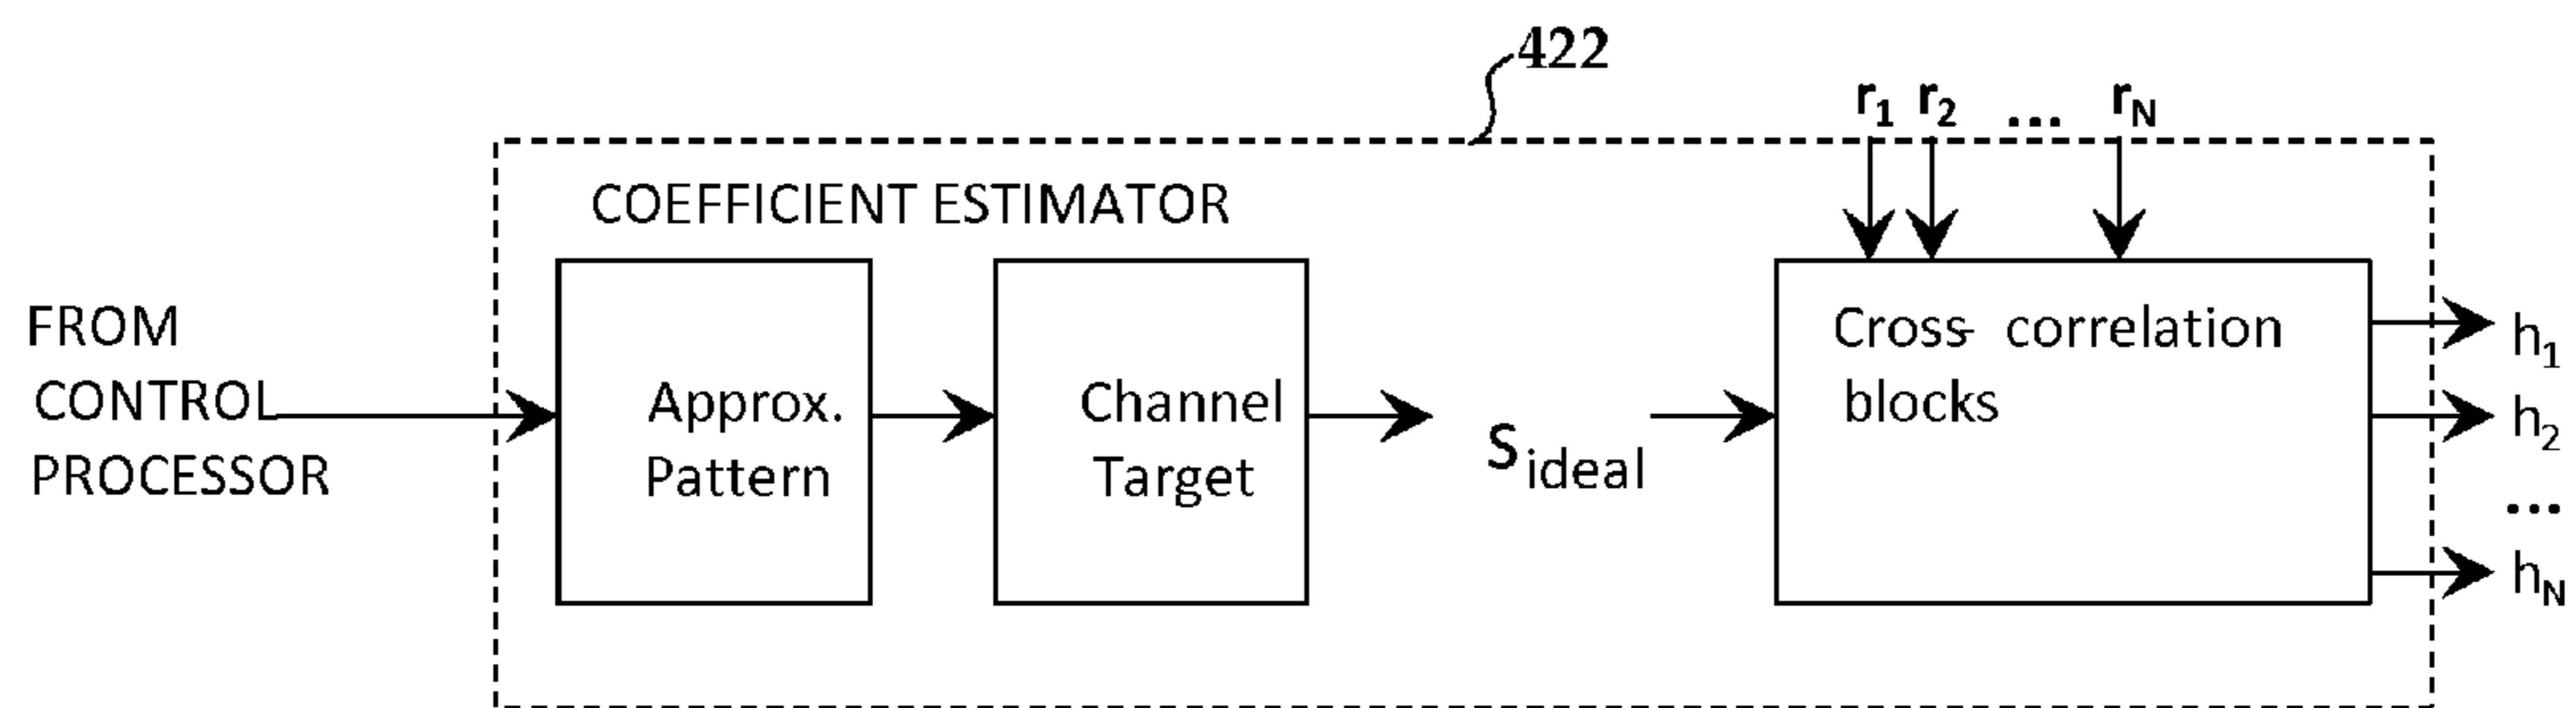 422
r1 r2 ... rN
COEFFICIENT ESTIMATOR
FROM
CONTROL
PROCESSOR
Approx.
Pattern
Channel
Target
Sideal
Cross- correlation
blocks
h1
h2
...
hN